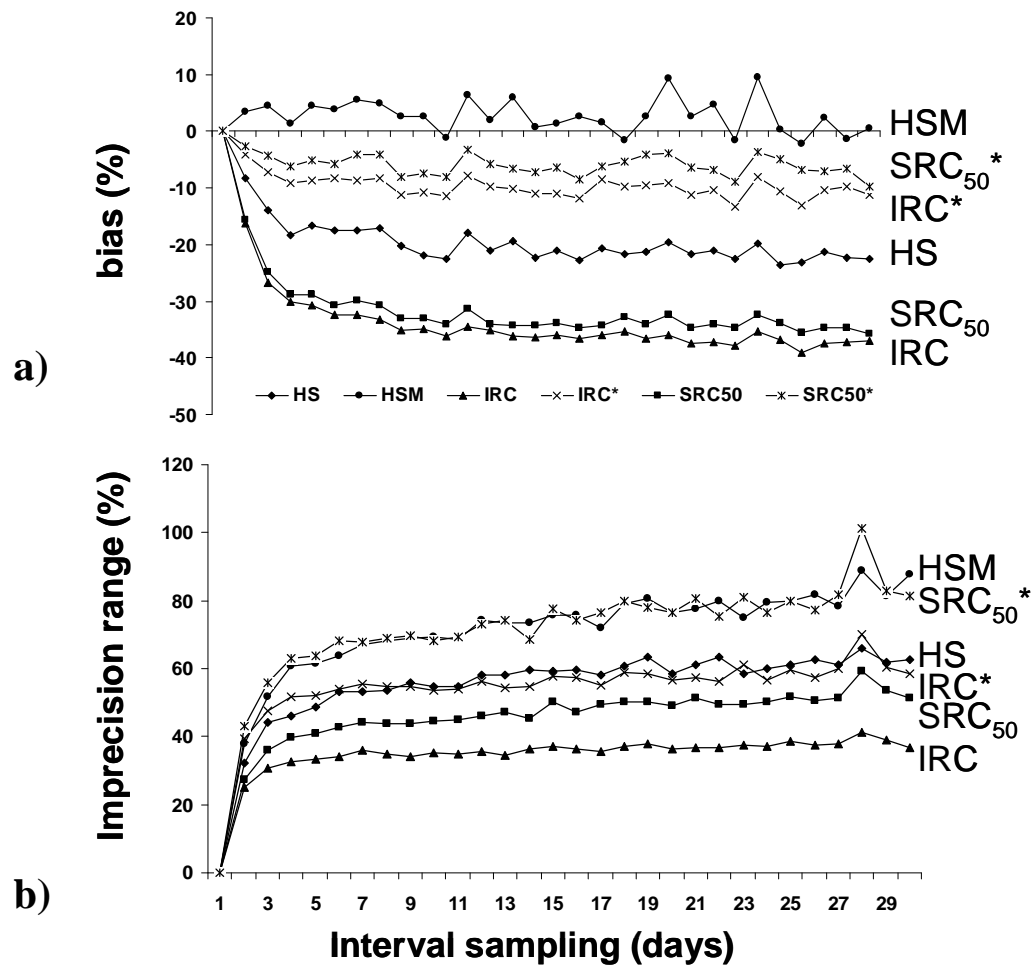 a)
bias (%)
20
10
0
-10
-20
-30
-40
-50
HSM
SRC50*
IRC*
HS
SRC50
IRC
HS HSM IRC IRC* SRC50 SRC50*
b)
Imprecision range (%)
120
100
80
60
40
20
0
HSM
SRC50*
HS
IRC*
SRC50
IRC
1 3 5 7 9 11 13 15 17 19 21 23 25 27 29
Interval sampling (days)